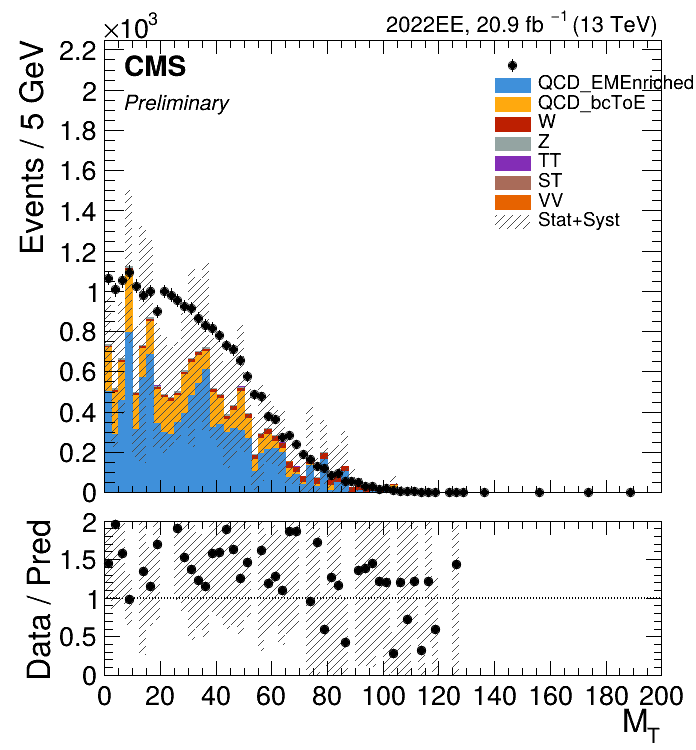 ×10³
2022EE, 20.9 fb ⁻¹ (13 TeV)
Events / 5 GeV
CMS
Preliminary
QCD_EMEnriched
QCD_bcToE
W
Z
TT
ST
VV
Stat+Syst
2.2
2
1.8
1.6
1.4
1.2
1
0.8
0.6
0.4
0.2
0
Data / Pred
2
1.5
1
0.5
0
0 20 40 60 80 100 120 140 160 180 200
M_T